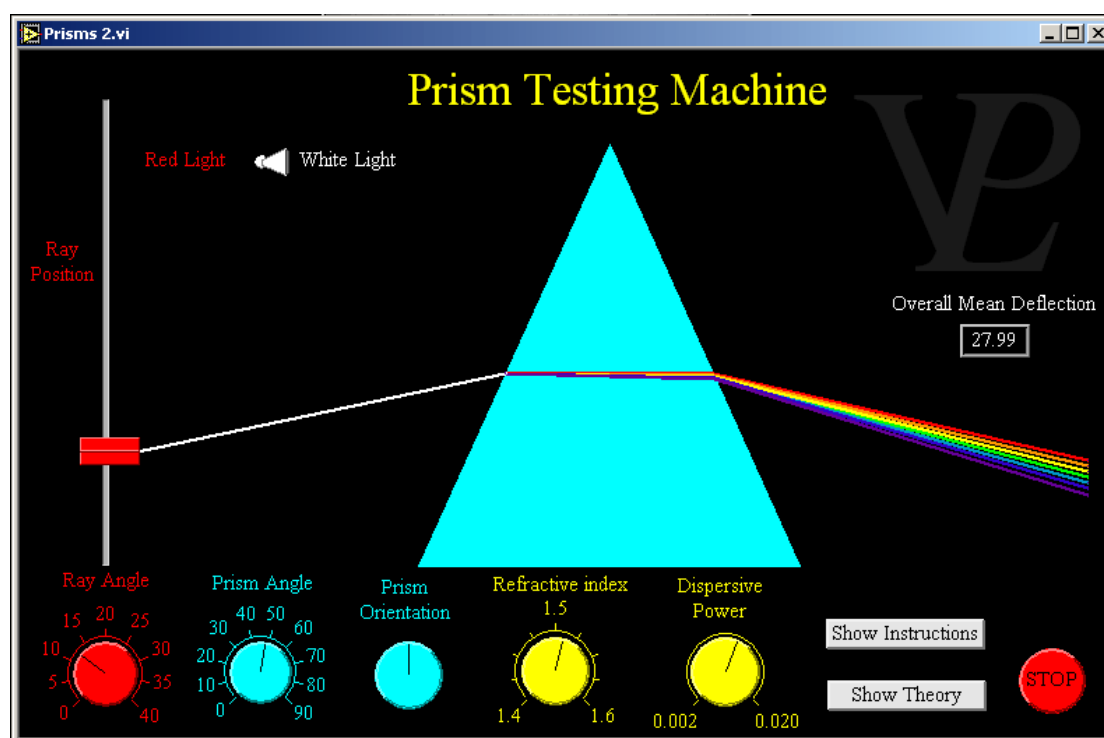 Prisms 2.vi
Prism Testing Machine
VPL
Red Light
White Light
Ray
Position
Overall Mean Deflection
27.99
Ray Angle
0
5
10
15
20
25
30
35
40
Prism Angle
0
10
20
30
40
50
60
70
80
90
Prism
Orientation
Refractive index
1.5
1.4
1.6
Dispersive
Power
0.002
0.020
Show Instructions
Show Theory
STOP